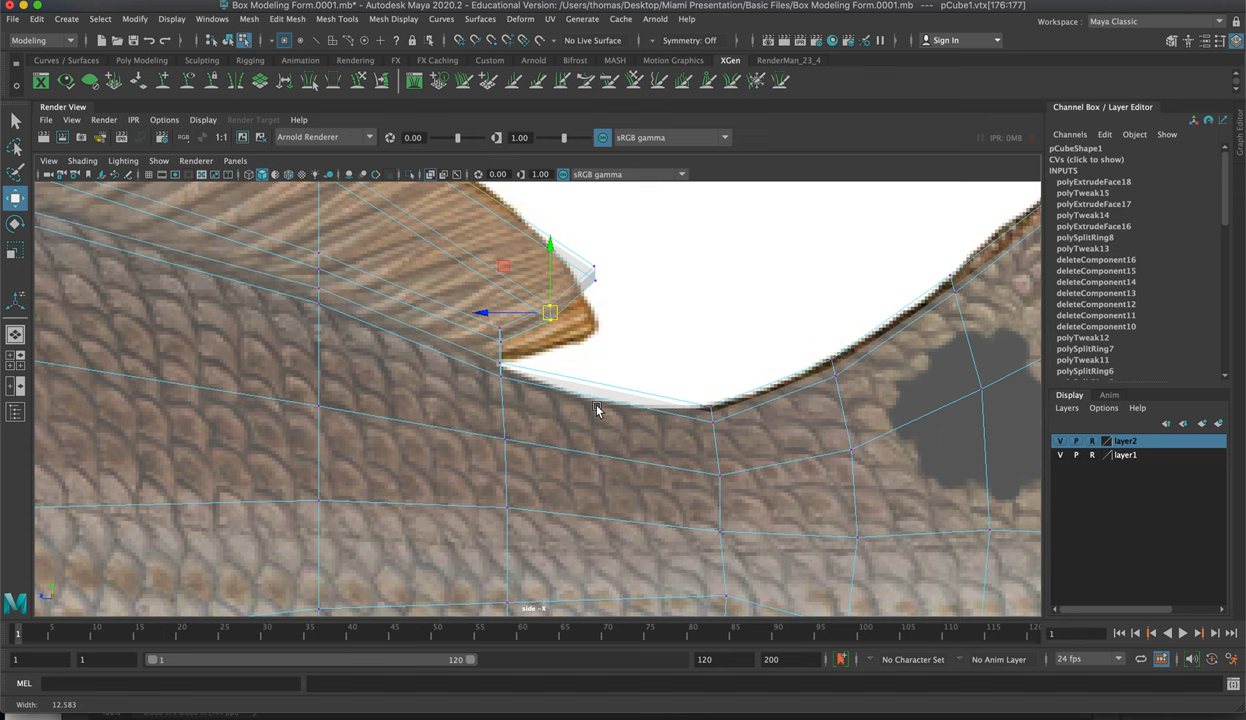 Box Modeling Form.0001.mb* - Autodesk Maya 2020.2 - Educational Version: /Users/thomas/Desktop/Miami Presentation/Basic Files/Box Modeling Form.0001.mb* --- pCube1.vtx[176:177]
File Edit Create Select Modify Display Windows Mesh Edit Mesh Mesh Tools Mesh Display Curves Surfaces Deform UV Generate Cache Arnold Help Workspace : Maya Classic
Modeling No Live Surface Symmetry: Off Sign In
Curves / Surfaces Poly Modeling Sculpting Rigging Animation Rendering FX FX Caching Custom Arnold Bifrost MASH Motion Graphics XGen RenderMan_23_4
Render View
File View Render IPR Options Display Render Target Help
RGB 1:1 Arnold Renderer 0.00 1.00 sRGB gamma IPR: 0MB
View Shading Lighting Show Renderer Panels
0.00 1.00 sRGB gamma
side -X
Channel Box / Layer Editor
Channels Edit Object Show
pCubeShape1
CVs (click to show)
INPUTS
polyExtrudeFace18
polyTweak15
polyExtrudeFace17
polyTweak14
polyExtrudeFace16
polySplitRing8
polyTweak13
deleteComponent16
deleteComponent15
deleteComponent14
deleteComponent13
deleteComponent12
deleteComponent11
deleteComponent10
polyTweak12
polySplitRing7
polyTweak11
polySplitRing6
Display Anim
Layers Options Help
V P R layer2
V P R layer1
Channel Box / Layer Editor
Graph Editor
1 5 10 15 20 25 30 35 40 45 50 55 60 65 70 75 80 85 90 95 100 105 110 115 120
1
1 1 1 120 120 200 No Character Set No Anim Layer 24 fps
MEL
Width: 12.583